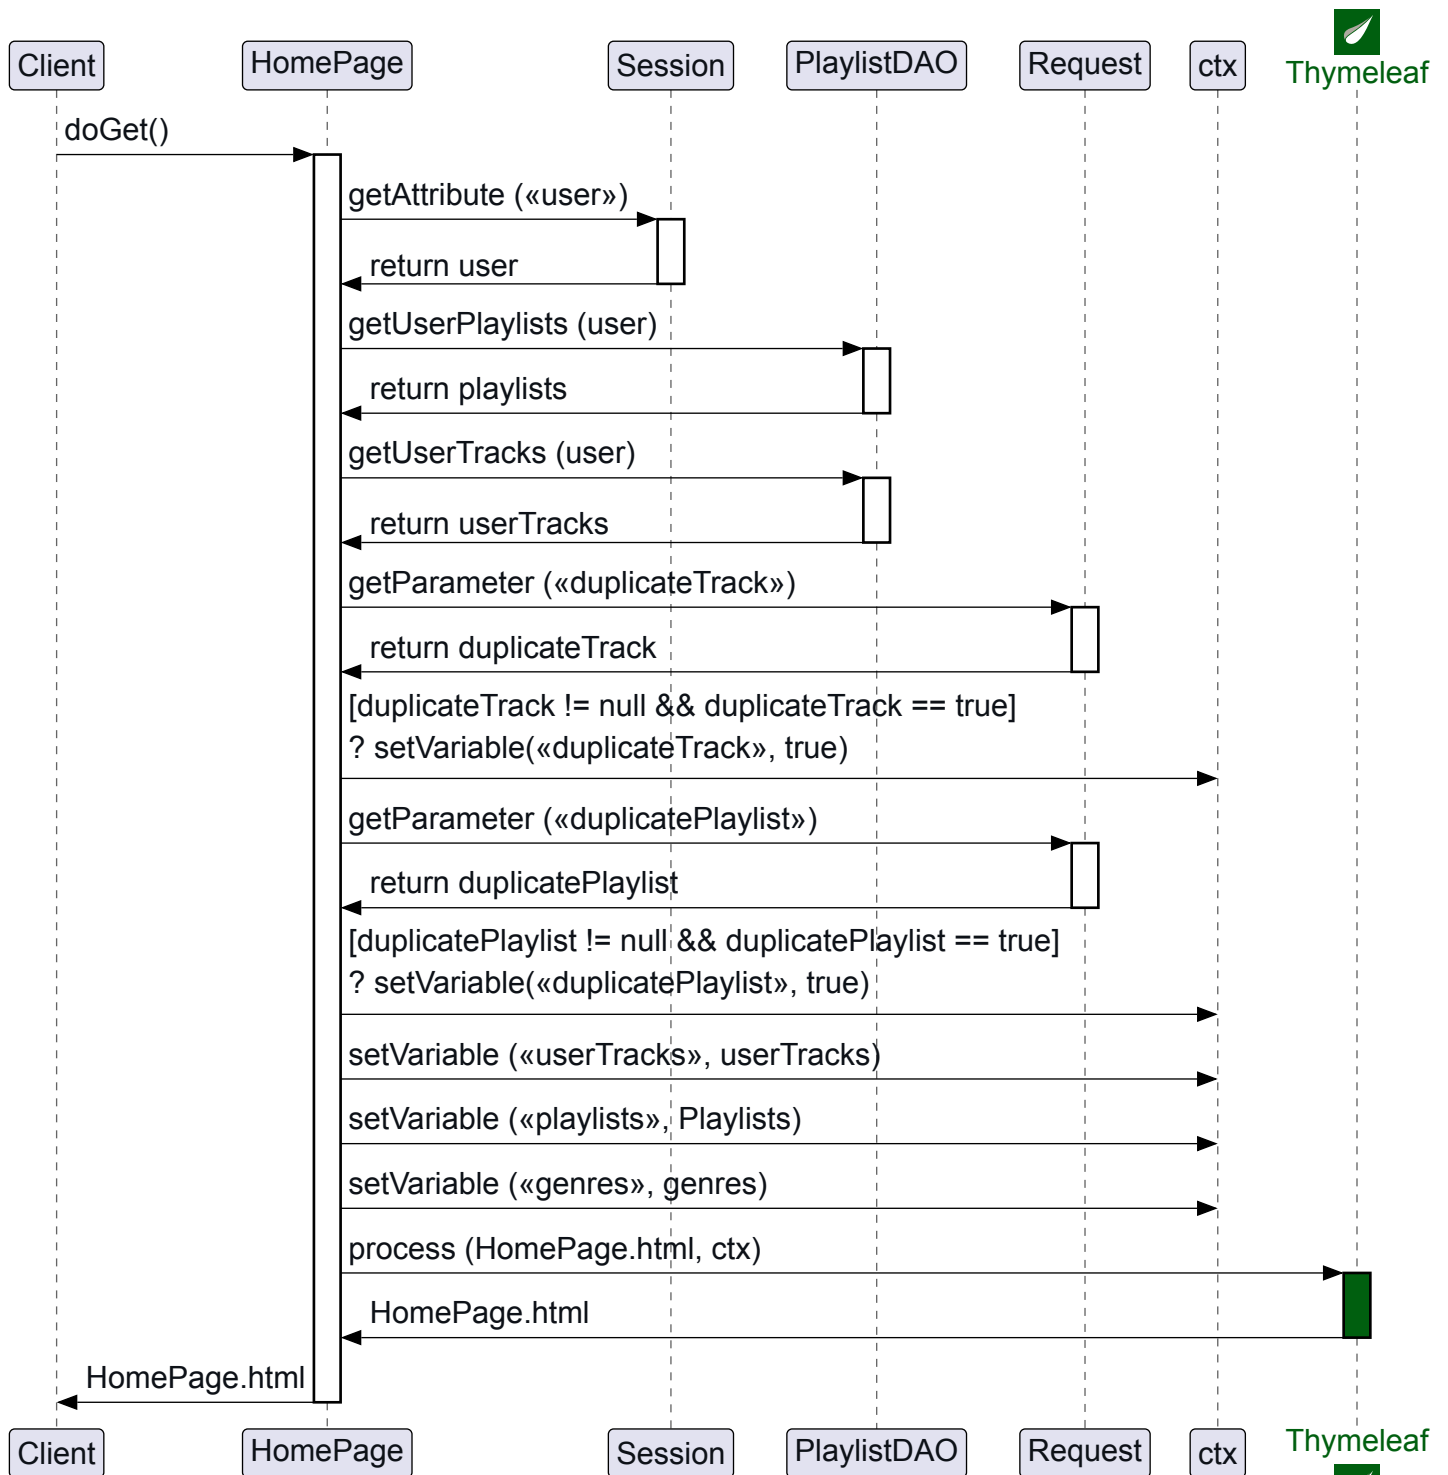 Client
HomePage
Session
PlaylistDAO
Request
ctx
Thymeleaf
doGet()
getAttribute («user»)
return user
getUserPlaylists (user)
return playlists
getUserTracks (user)
return userTracks
getParameter («duplicateTrack»)
return duplicateTrack
[duplicateTrack != null && duplicateTrack == true]
? setVariable(«duplicateTrack», true)
getParameter («duplicatePlaylist»)
return duplicatePlaylist
[duplicatePlaylist != null && duplicatePlaylist == true]
? setVariable(«duplicatePlaylist», true)
setVariable («userTracks», userTracks)
setVariable («playlists», Playlists)
setVariable («genres», genres)
process (HomePage.html, ctx)
HomePage.html
HomePage.html
Client
HomePage
Session
PlaylistDAO
Request
ctx
Thymeleaf